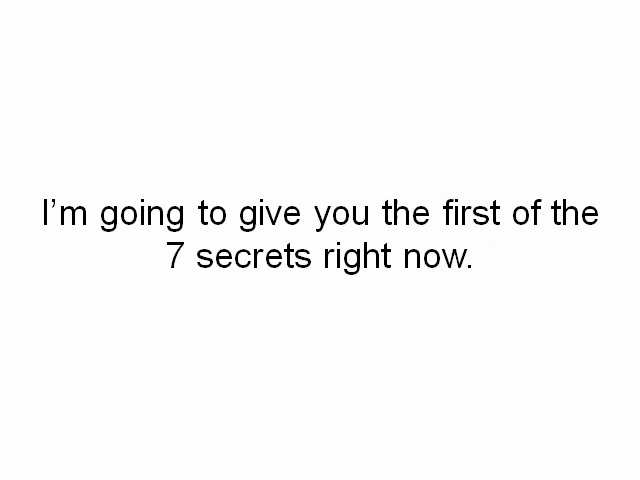 I’m going to give you the first of the
7 secrets right now.